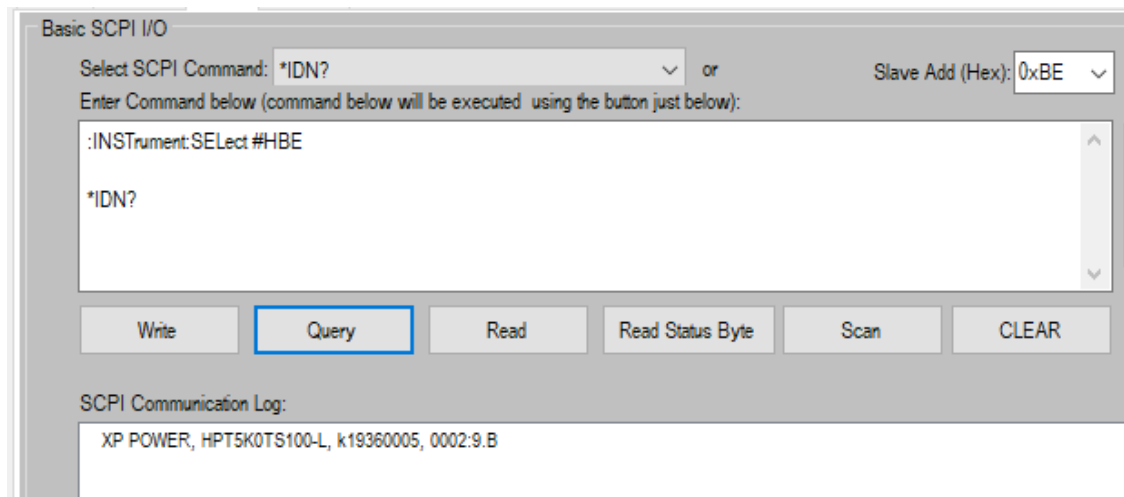 Basic SCPI I/O
Select SCPI Command: *IDN? or Slave Add (Hex): 0xBE
Enter Command below (command below will be executed using the button just below):
:INSTrument:SELect #HBE
*IDN?
Write Query Read Read Status Byte Scan CLEAR
SCPI Communication Log:
XP POWER, HPT5K0TS100-L, k19360005, 0002:9.B